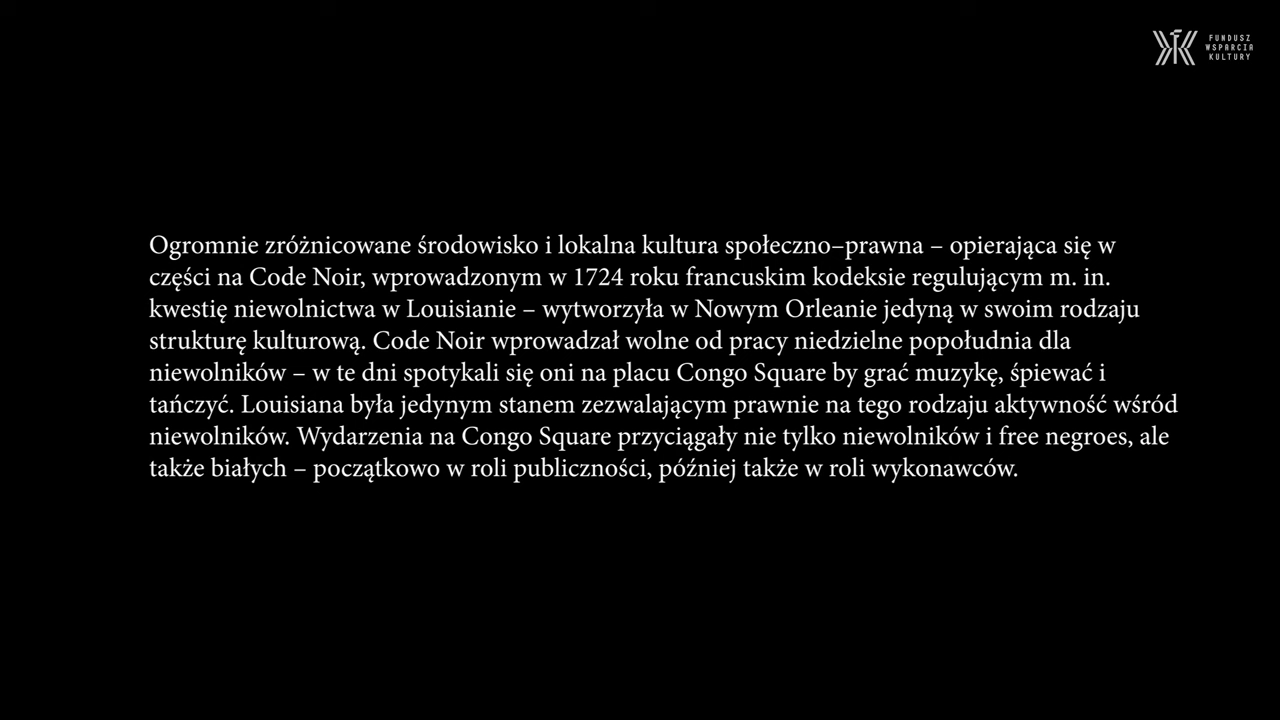 FUNDUSZ
WSPARCIA
KULTURY
Ogromnie zróżnicowane środowisko i lokalna kultura społeczno–prawna – opierająca się w
części na Code Noir, wprowadzonym w 1724 roku francuskim kodeksie regulującym m. in.
kwestię niewolnictwa w Louisianie – wytworzyła w Nowym Orleanie jedyną w swoim rodzaju
strukturę kulturową. Code Noir wprowadzał wolne od pracy niedzielne popołudnia dla
niewolników – w te dni spotykali się oni na placu Congo Square by grać muzykę, śpiewać i
tańczyć. Louisiana była jedynym stanem zezwalającym prawnie na tego rodzaju aktywność wśród
niewolników. Wydarzenia na Congo Square przyciągały nie tylko niewolników i free negroes, ale
także białych – początkowo w roli publiczności, później także w roli wykonawców.